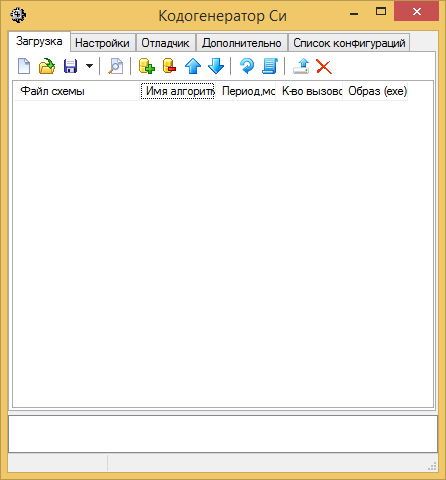 Кодогенератор Си
Загрузка Настройки Отладчик Дополнительно Список конфигураций
Файл схемы Имя алгорит Период,мс К-во вызово Образ (exe)